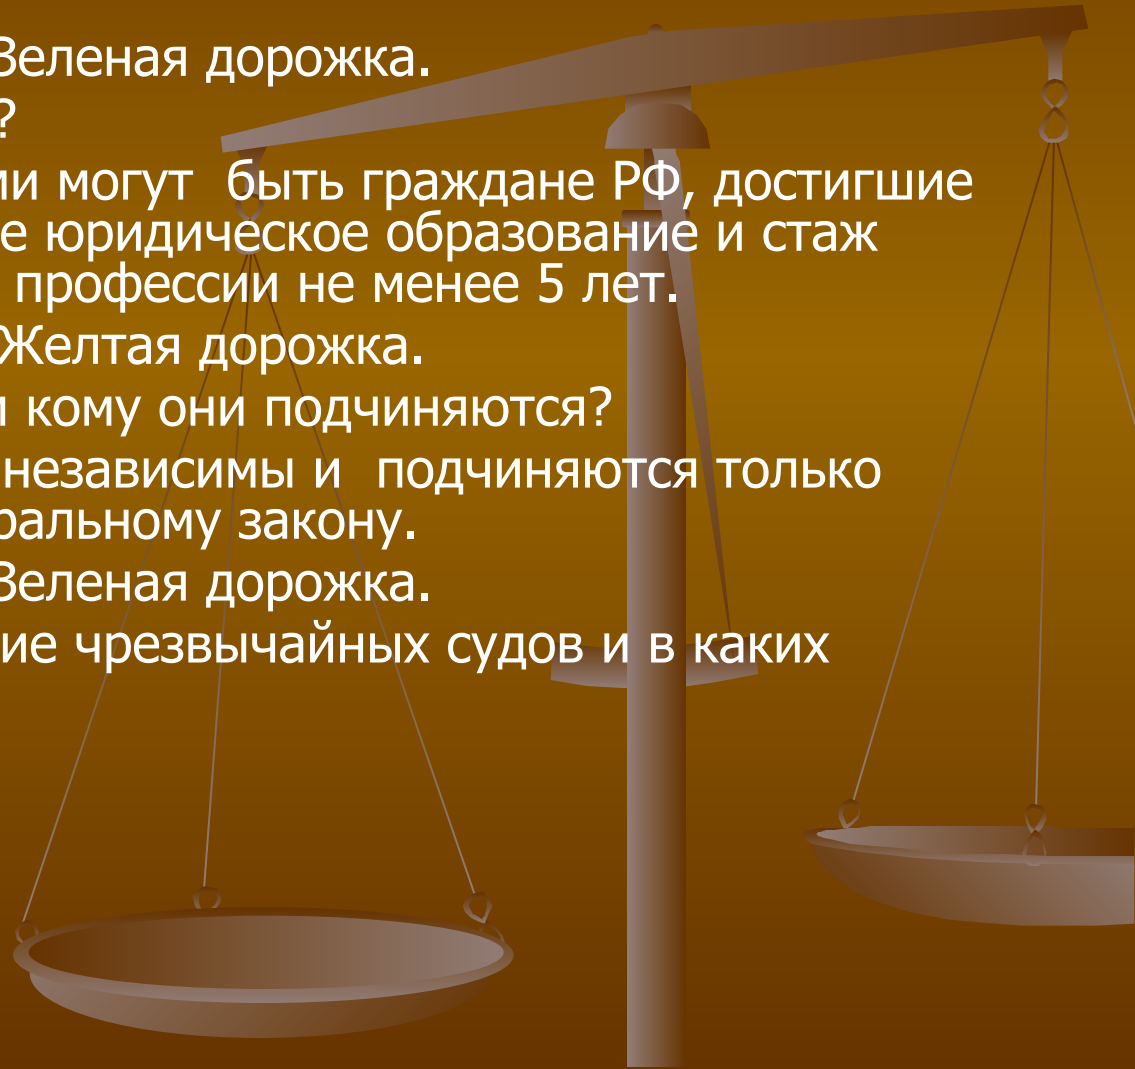 Зеленая дорожка.
?
ми могут быть граждане РФ, достигшие
е юридическое образование и стаж
профессии не менее 5 лет.
Желтая дорожка.
и кому они подчиняются?
независимы и подчиняются только
ральному закону.
Зеленая дорожка.
ие чрезвычайных судов и в каких